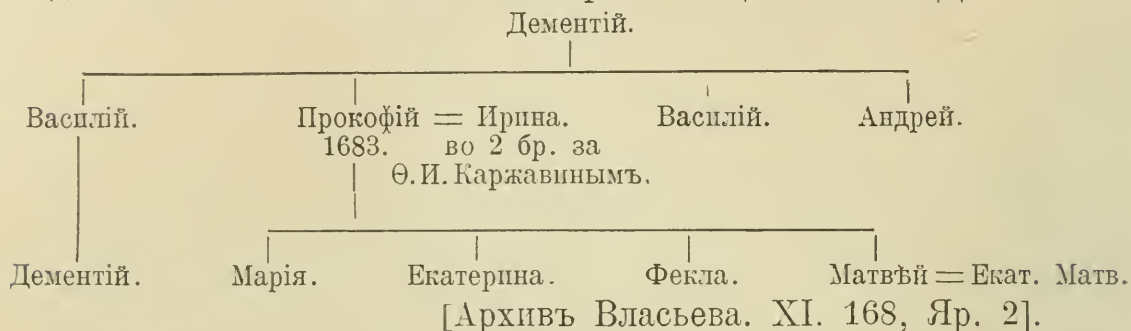 Дементій.
Василій. Прокофій = Ирина. Василій. Андрей.
1683. во 2 бр. за
Ѳ.И.Каржавинымъ.
Дементій. Марія. Екатерина. Фекла. Матвѣй = Екат. Матв.
[Архивъ Власьева. XI. 168, Яр. 2].